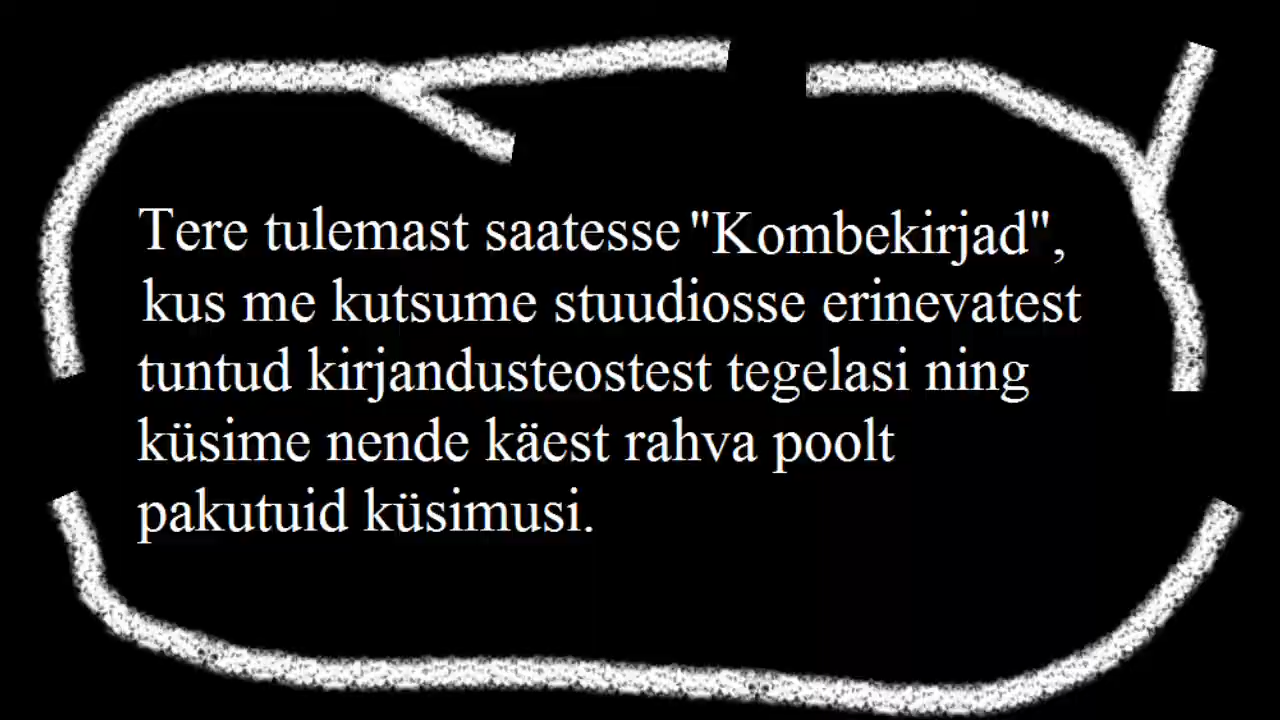 Tere tulemast saatesse "Kombekirjad",
kus me kutsume stuudiosse erinevatest
tuntud kirjandusteostest tegelasi ning
küsime nende käest rahva poolt
pakutuid küsimusi.